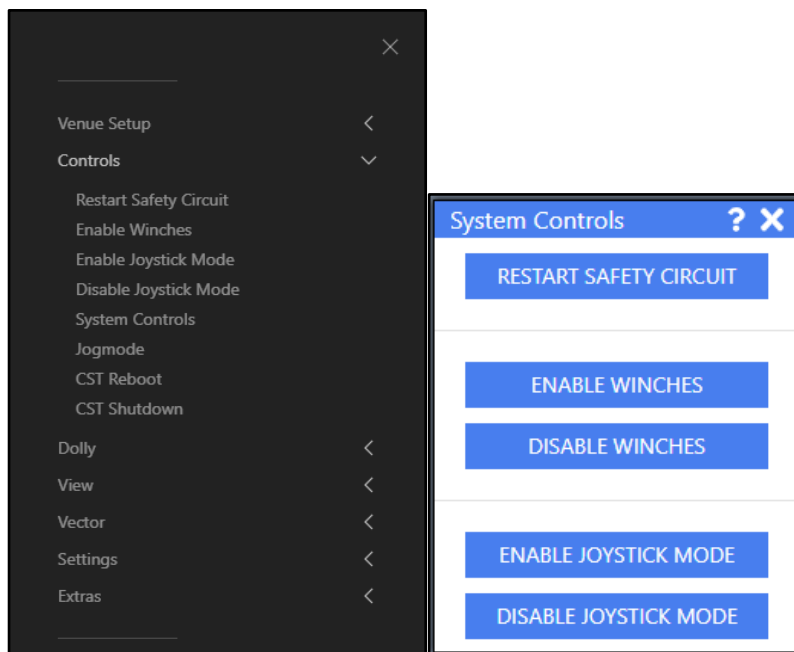 Venue Setup
Controls
Restart Safety Circuit
Enable Winches
Enable Joystick Mode
Disable Joystick Mode
System Controls
Jogmode
CST Reboot
CST Shutdown
Dolly
View
Vector
Settings
Extras
System Controls ?
RESTART SAFETY CIRCUIT
ENABLE WINCHES
DISABLE WINCHES
ENABLE JOYSTICK MODE
DISABLE JOYSTICK MODE